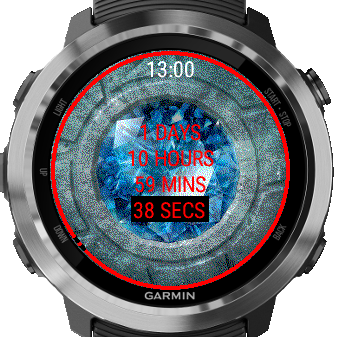 13:00
LIGHT
START · STOP
1 DAYS
10 HOURS
59 MINS
38 SECS
UP
DOWN
BACK
GARMIN